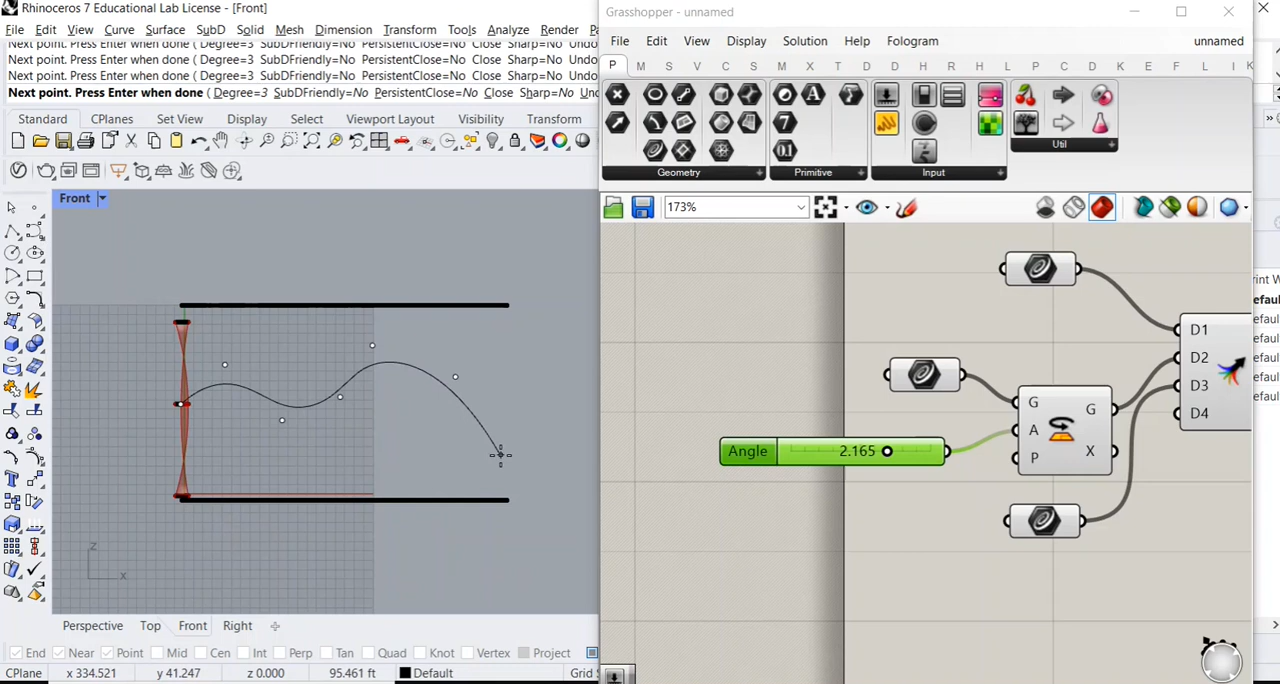 Rhinoceros 7 Educational Lab License - [Front]
File Edit View Curve Surface SubD Solid Mesh Dimension Transform Tools Analyze Render
Next point. Press Enter when done ( Degree=3 SubDFriendly=No PersistentClose=No Close Sharp=No Undo
Next point. Press Enter when done ( Degree=3 SubDFriendly=No PersistentClose=No Close Sharp=No Undo
Next point. Press Enter when done ( Degree=3 SubDFriendly=No PersistentClose=No Close Sharp=No Undo
Next point. Press Enter when done ( Degree=3 SubDFriendly=No PersistentClose=No Close Sharp=No Un
Standard CPlanes Set View Display Select Viewport Layout Visibility Transform
Front
z
x
Perspective Top Front Right
End Near Point Mid Cen Int Perp Tan Quad Knot Vertex Project
CPlane x 334.521 y 41.247 z 0.000 95.461 ft Default Grid S
Grasshopper - unnamed
File Edit View Display Solution Help Fologram unnamed
P M S V C S M X T D D K H H L P M C D P C P T E L I K
Geometry Primitive Input Util
173%
D1
D2
D3
D4
G
A
P
G
X
Angle 2.165